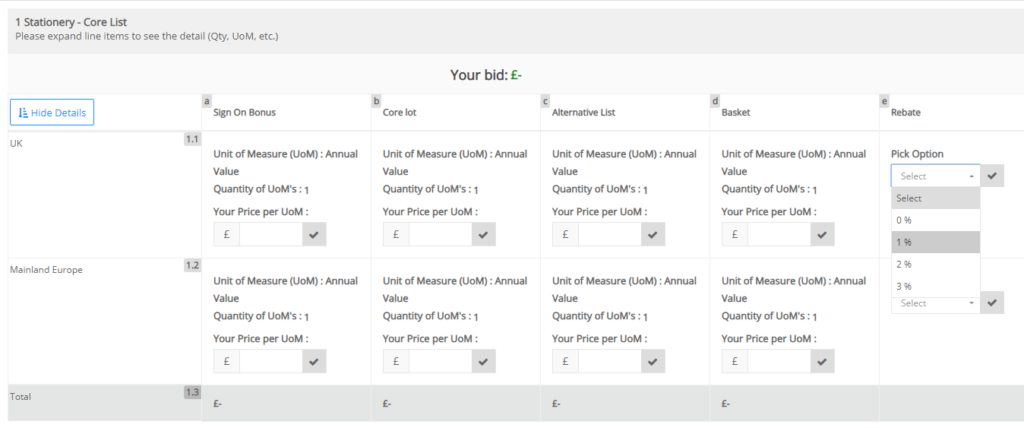 1 Stationery - Core List
Please expand line items to see the detail (Qty, UoM, etc.)
Your bid: £-
Hide Details
a
Sign On Bonus
b
Core lot
c
Alternative List
d
Basket
e
Rebate
UK
1.1
Unit of Measure (UoM) : Annual
Value
Quantity of UoM's : 1
Your Price per UoM :
£
Unit of Measure (UoM) : Annual
Value
Quantity of UoM's : 1
Your Price per UoM :
£
Unit of Measure (UoM) : Annual
Value
Quantity of UoM's : 1
Your Price per UoM :
£
Unit of Measure (UoM) : Annual
Value
Quantity of UoM's : 1
Your Price per UoM :
£
Pick Option
Select
Select
0 %
1 %
2 %
3 %
Mainland Europe
1.2
Unit of Measure (UoM) : Annual
Value
Quantity of UoM's : 1
Your Price per UoM :
£
Unit of Measure (UoM) : Annual
Value
Quantity of UoM's : 1
Your Price per UoM :
£
Unit of Measure (UoM) : Annual
Value
Quantity of UoM's : 1
Your Price per UoM :
£
Unit of Measure (UoM) : Annual
Value
Quantity of UoM's : 1
Your Price per UoM :
£
Select
Total
1.3
£-
£-
£-
£-